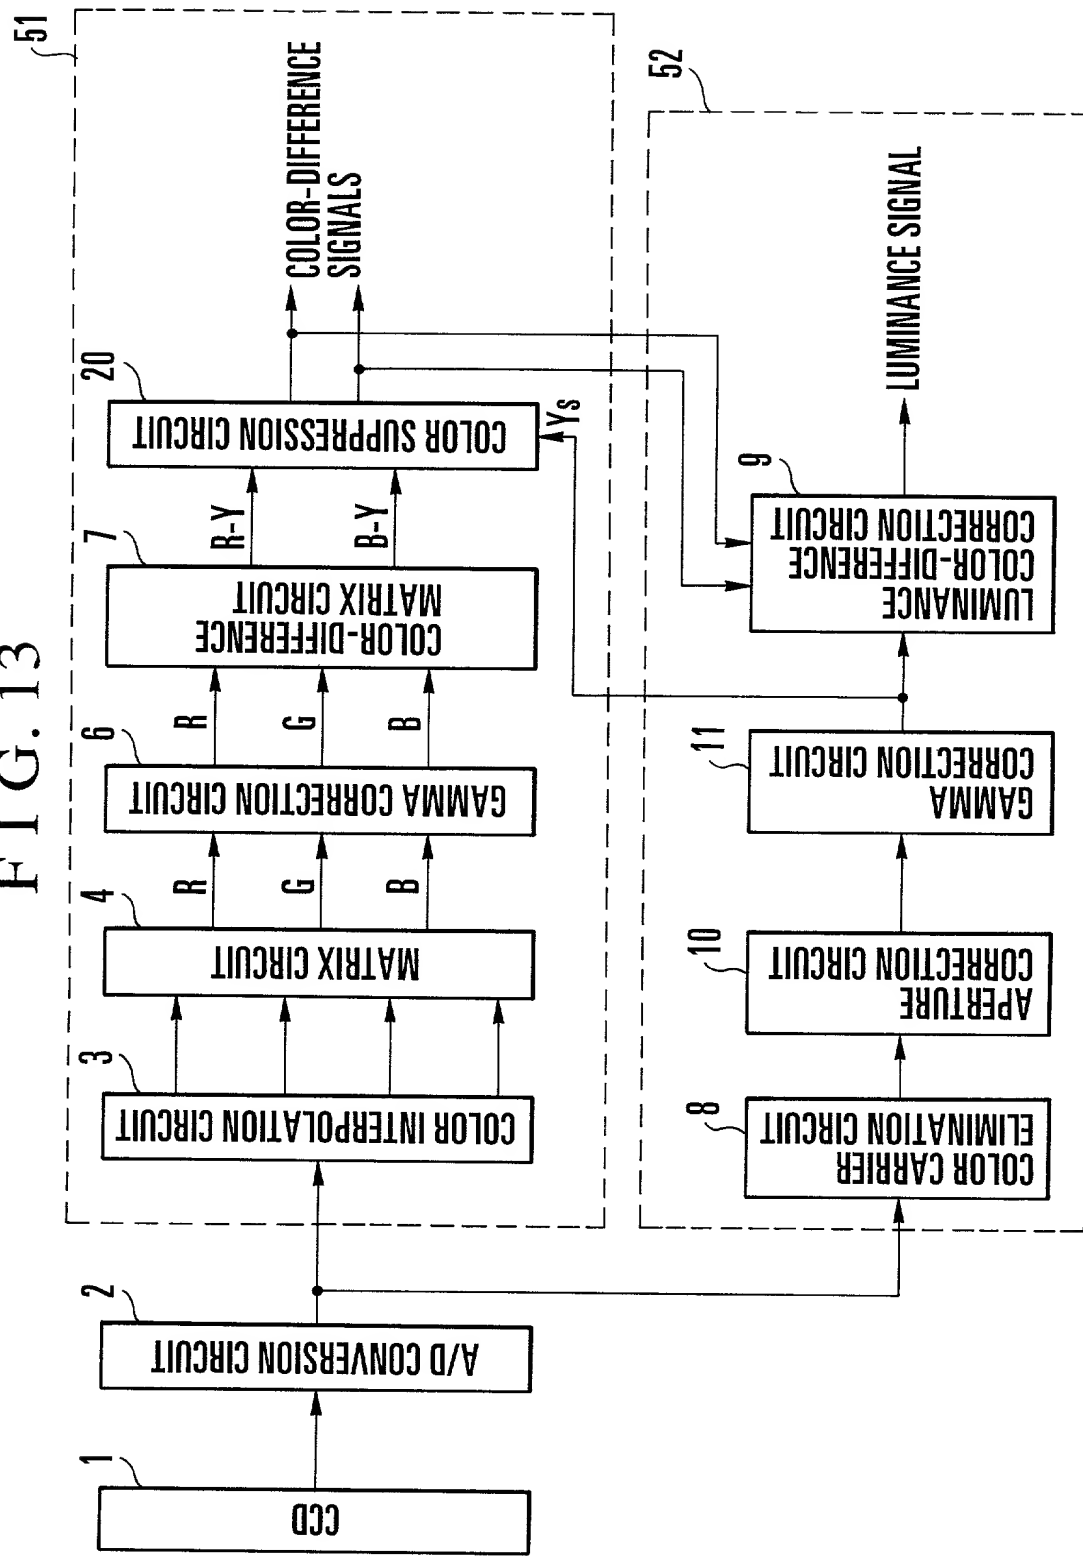 FIG.13
51
1
CCD
2
A/D CONVERSION CIRCUIT
3
COLOR INTERPOLATION CIRCUIT
4
MATRIX CIRCUIT
R
G
B
6
GAMMA CORRECTION CIRCUIT
R
G
B
7
COLOR-DIFFERENCE
MATRIX CIRCUIT
R-Y
B-Y
20
COLOR SUPPRESSION CIRCUIT
Ys
COLOR-DIFFERENCE
SIGNALS
52
8
COLOR CARRIER
ELIMINATION CIRCUIT
10
APERTURE
CORRECTION CIRCUIT
11
GAMMA
CORRECTION CIRCUIT
9
LUMINANCE
COLOR-DIFFERENCE
CORRECTION CIRCUIT
LUMINANCE SIGNAL